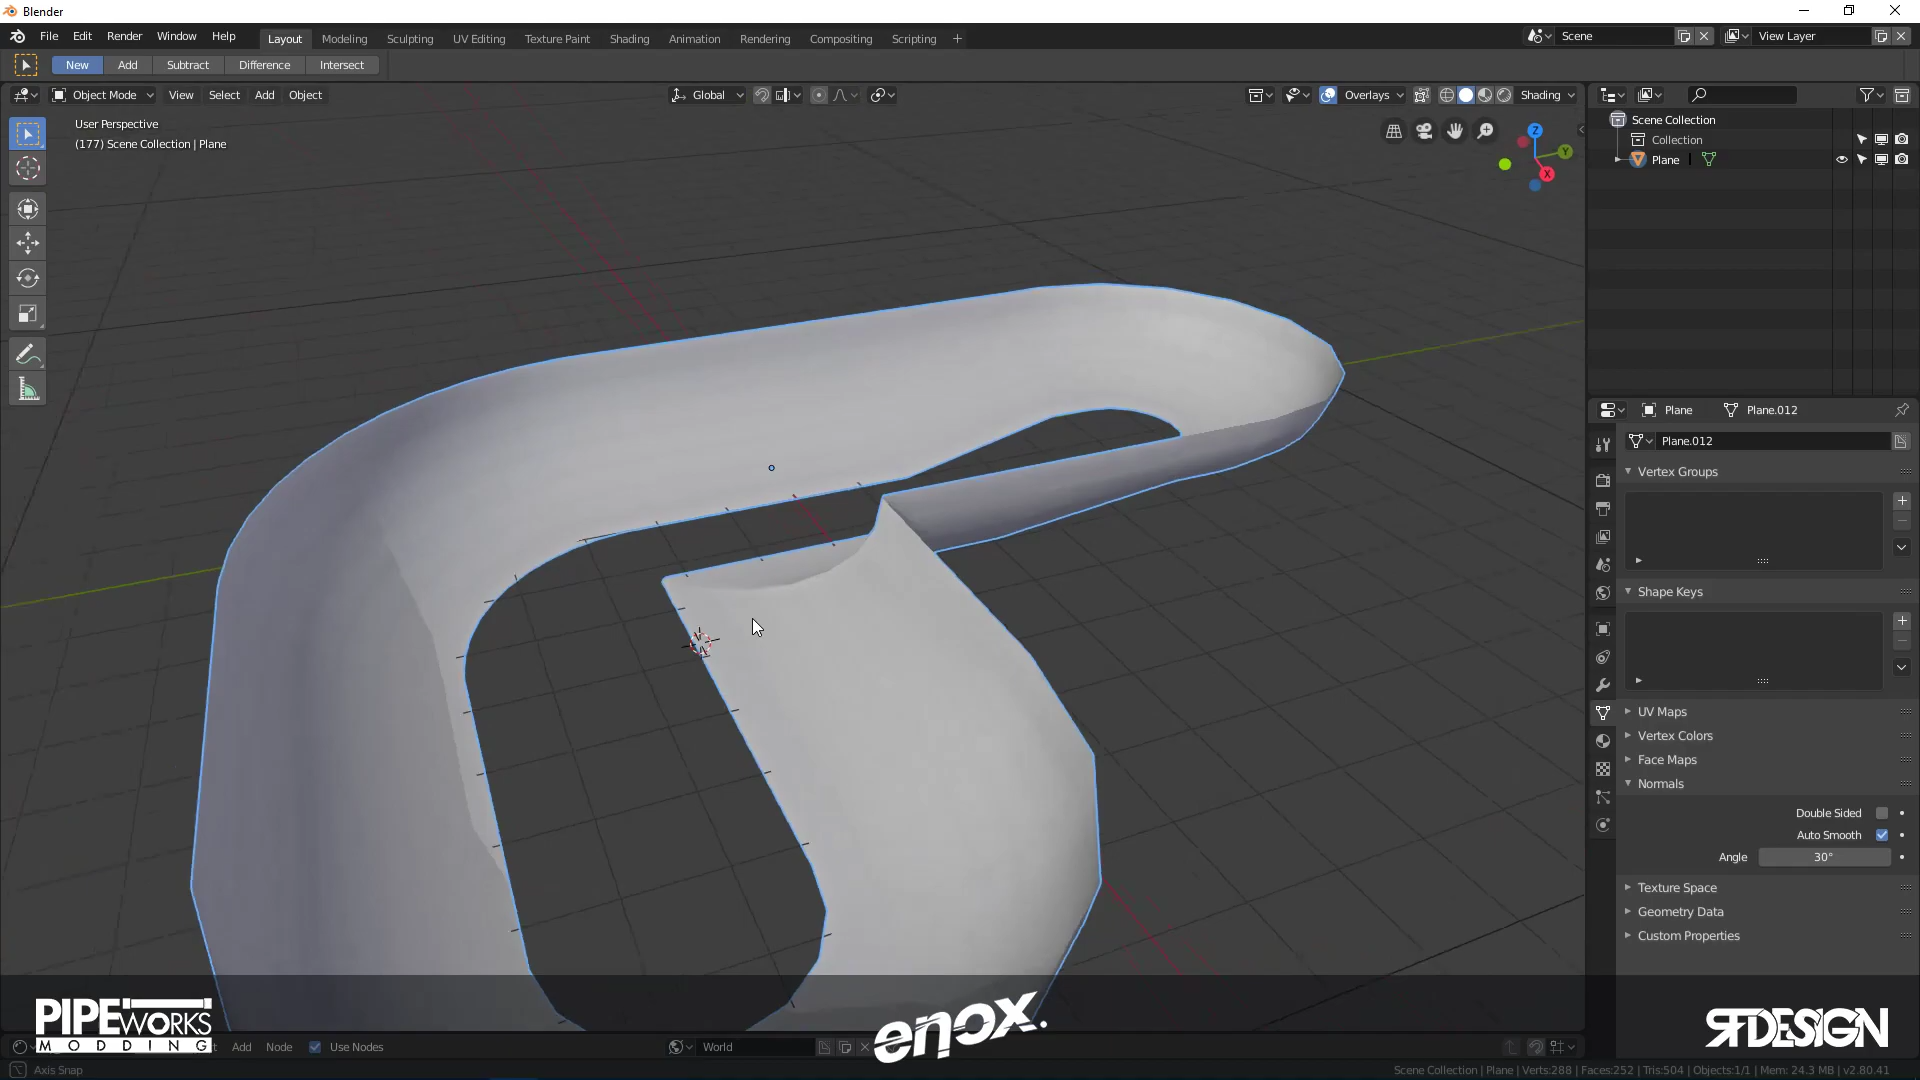 Blender
File Edit Render Window Help Layout Modeling Sculpting UV Editing Texture Paint Shading Animation Rendering Compositing Scripting + Scene View Layer
New Add Subtract Difference Intersect
Object Mode View Select Add Object Global Overlays Shading
User Perspective
(177) Scene Collection | Plane
Z
Y
X
Scene Collection
Collection
Plane
Plane Plane.012
Plane.012
Vertex Groups
Shape Keys
UV Maps
Vertex Colors
Face Maps
Normals
Double Sided
Auto Smooth
Angle 30°
Texture Space
Geometry Data
Custom Properties
PIPEWORKS
MODDING
enox.
SRDESIGN
Add Node Use Nodes World
Axis Snap
Scene Collection | Plane | Verts:288 | Faces:252 | Tris:504 | Objects:1/1 | Mem: 24.3 MB | v2.80.41